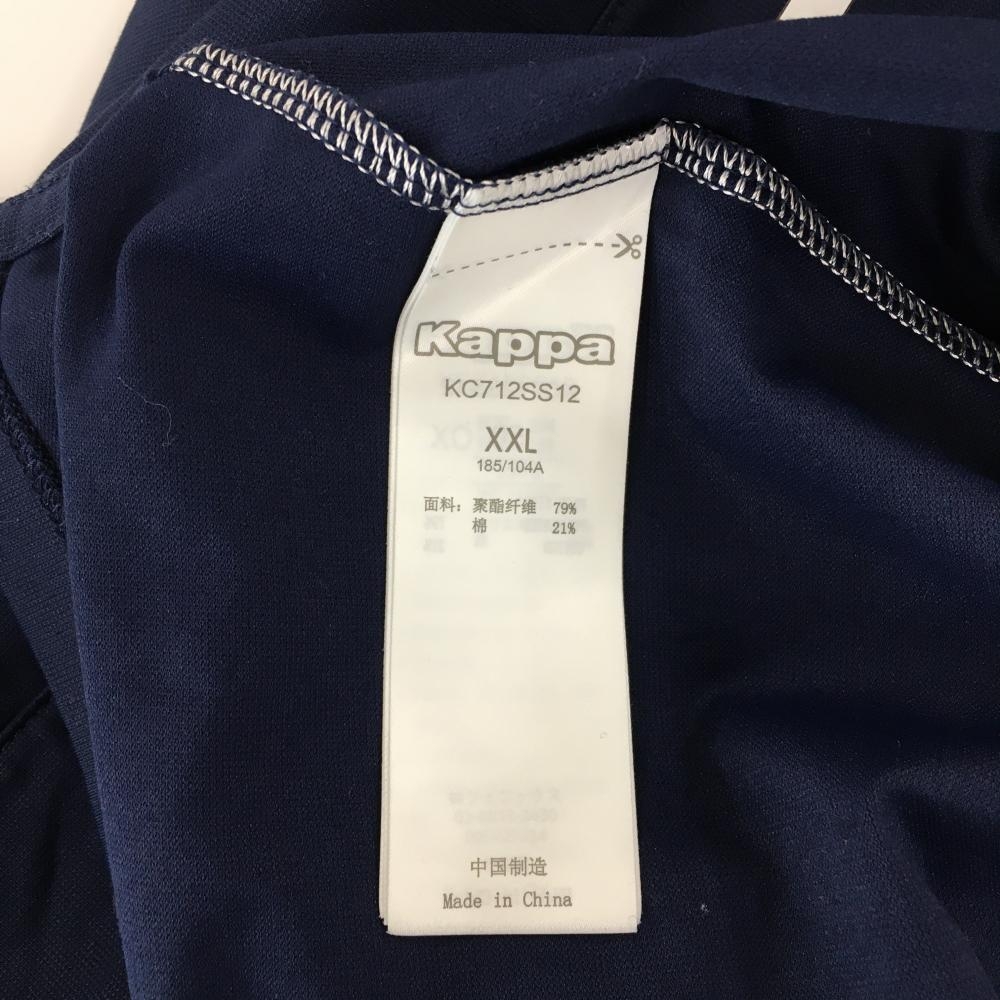 Kappa
KC712SS12
XXL
185/104A
面料: 聚酯纤维 79%
棉 21%
中国制造
Made in China